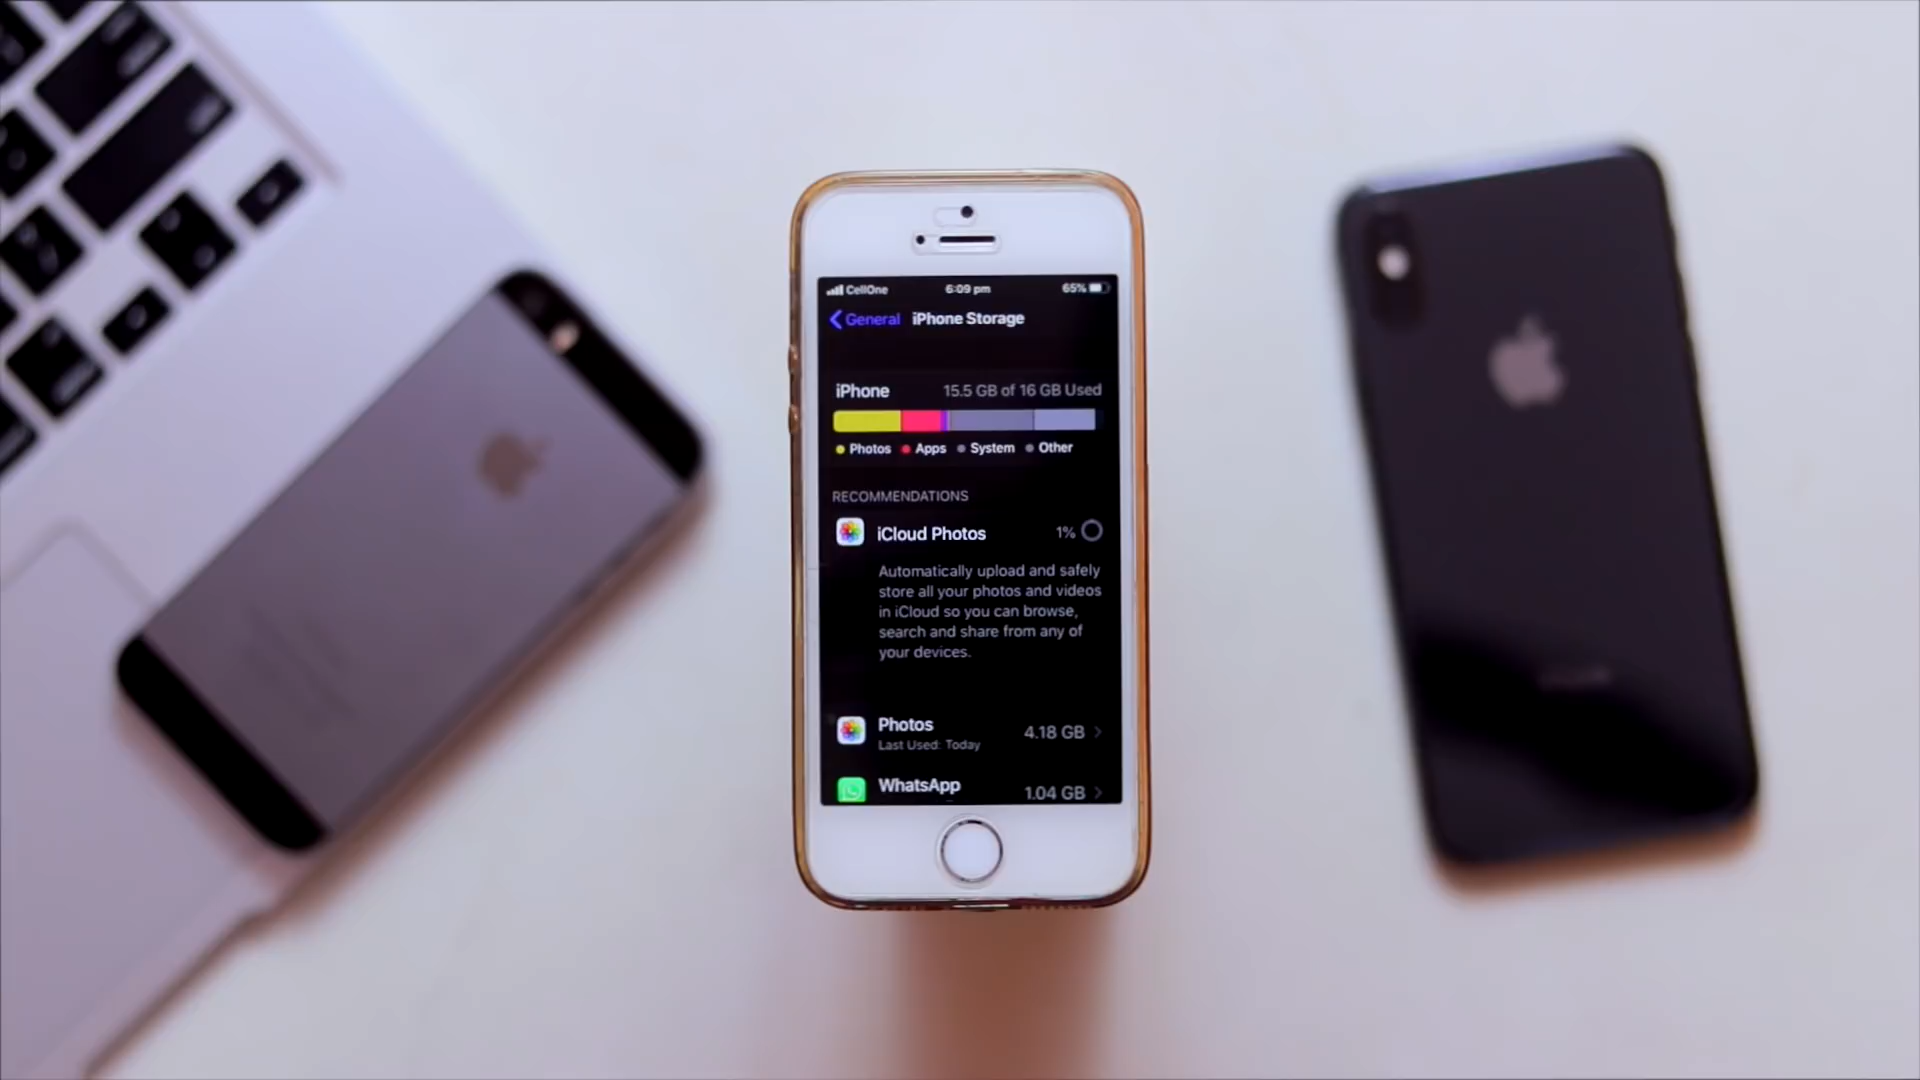 CellOne 6:09 pm 65%
General iPhone Storage
iPhone 15.5 GB of 16 GB Used
Photos Apps System Other
RECOMMENDATIONS
iCloud Photos 1%
Automatically upload and safely
store all your photos and videos
in iCloud so you can browse,
search and share from any of
your devices.
Photos 4.18 GB
Last Used: Today
WhatsApp 1.04 GB